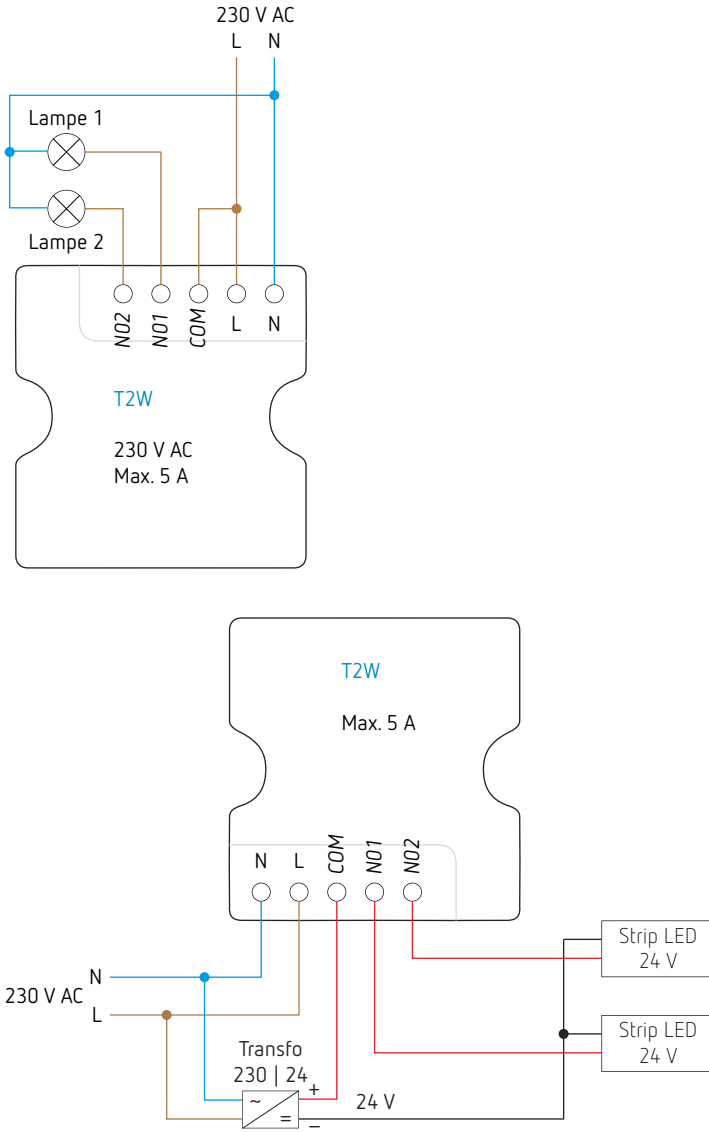 230 V AC
L N
Lampe 1
Lampe 2
NO2 NO1 COM L N
T2W
230 V AC
Max. 5 A
T2W
Max. 5 A
N L COM NO1 NO2
Strip LED
24 V
N
230 V AC
L
Strip LED
24 V
Transfo
230 | 24
+
~
=
24 V
–